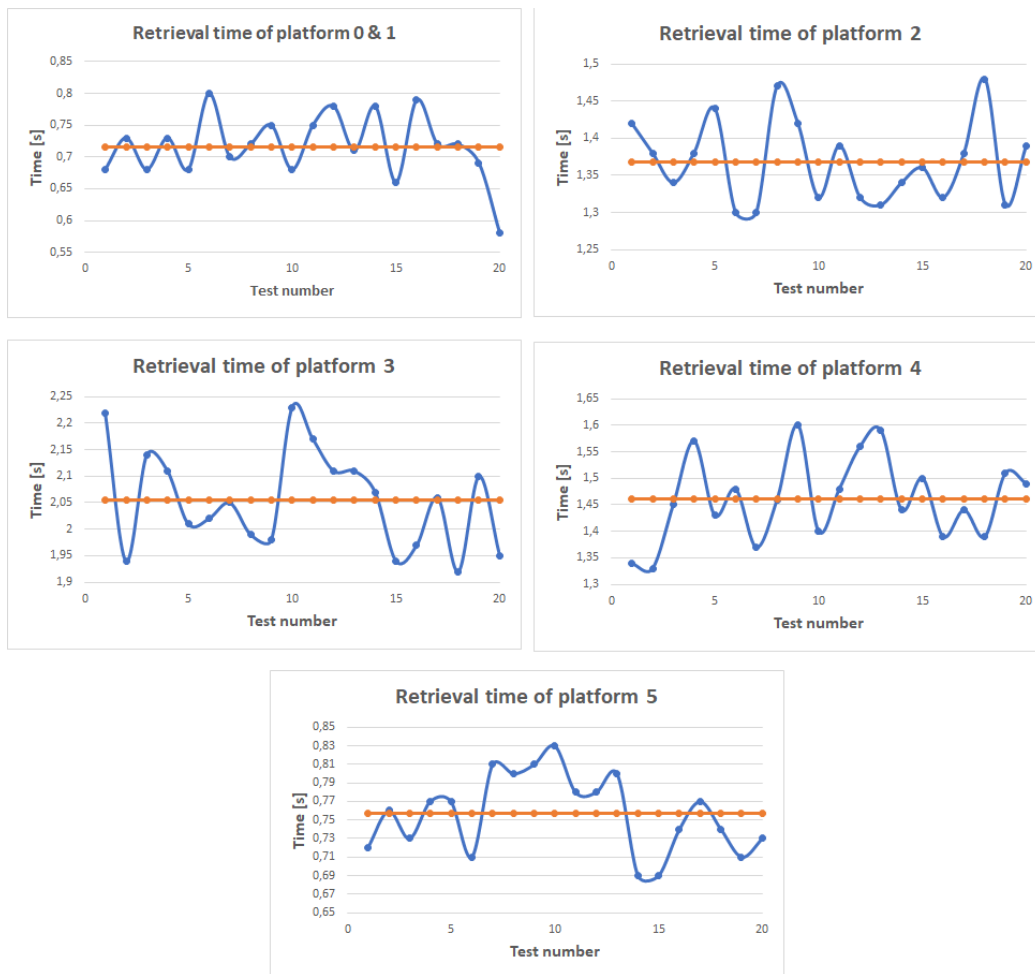 Retrieval time of platform 0 & 1
Time [s]
0,85
0,8
0,75
0,7
0,65
0,6
0,55
0 5 10 15 20
Test number
Retrieval time of platform 2
Time [s]
1,5
1,45
1,4
1,35
1,3
1,25
0 5 10 15 20
Test number
Retrieval time of platform 3
Time [s]
2,25
2,2
2,15
2,1
2,05
2
1,95
1,9
0 5 10 15 20
Test number
Retrieval time of platform 4
Time [s]
1,65
1,6
1,55
1,5
1,45
1,4
1,35
1,3
0 5 10 15 20
Test number
Retrieval time of platform 5
Time [s]
0,85
0,83
0,81
0,79
0,77
0,75
0,73
0,71
0,69
0,67
0,65
0 5 10 15 20
Test number